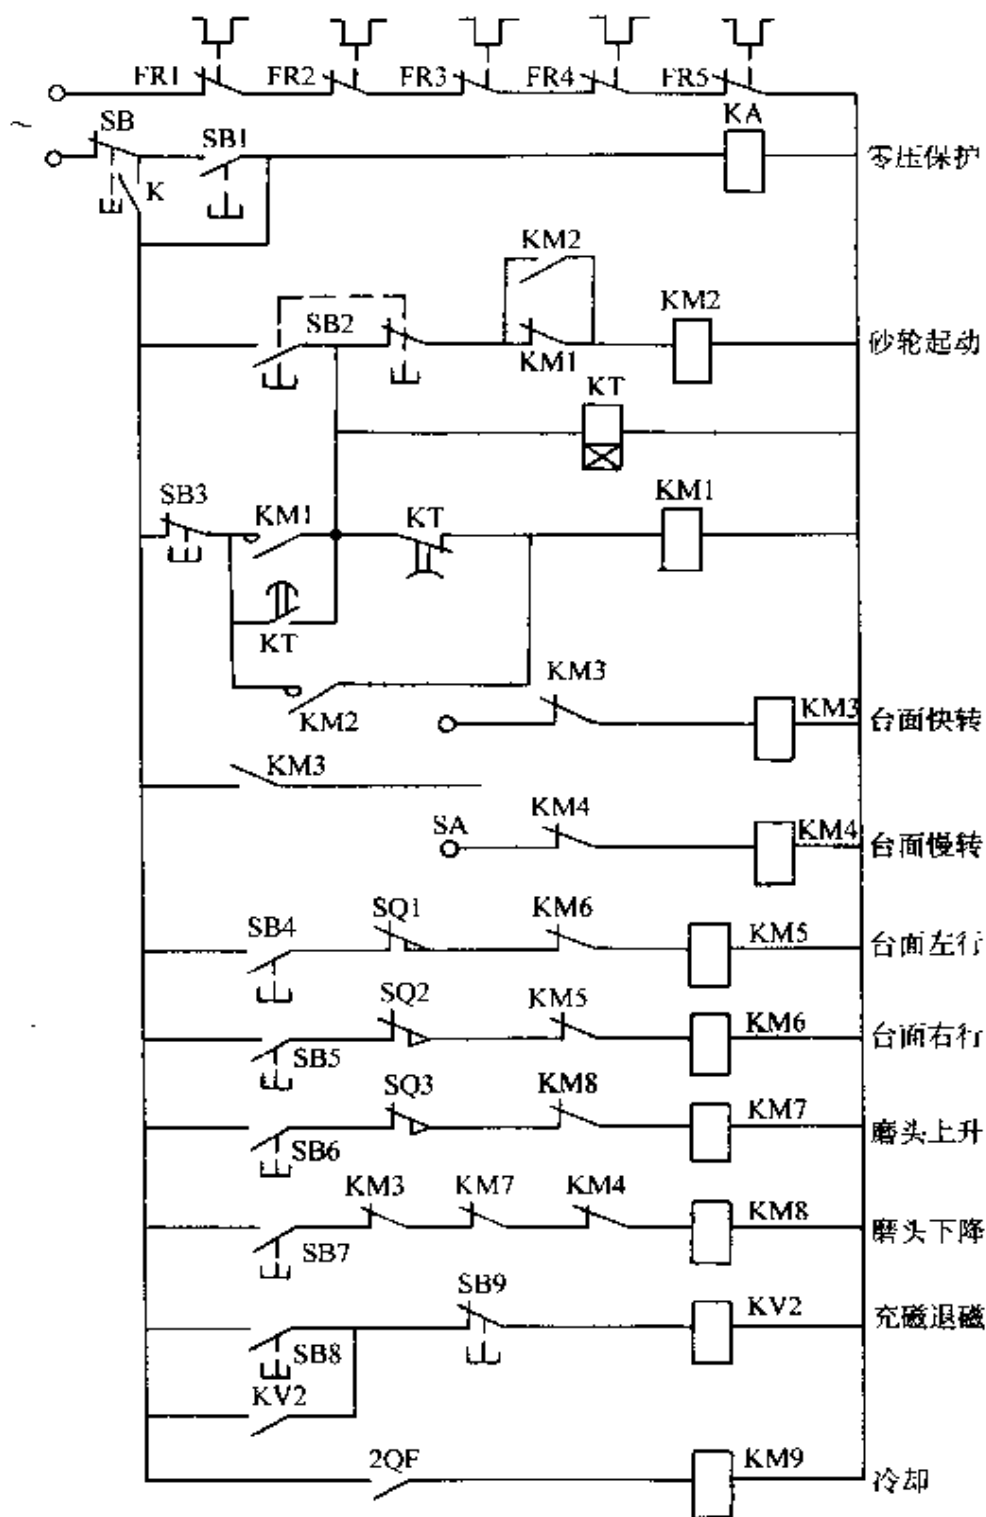 FR1 FR2 FR3 FR4 FR5
~
SB SB1 KA
K 零压保护
KM2
SB2 KM2
KM1 砂轮起动
KT
SB3 KM1 KT KM1
KT
KM3
KM2 KM3 台面快转
KM3
SA KM4 KM4 台面慢转
SB4 SQ1 KM6 KM5 台面左行
SQ2 KM5 KM6 台面右行
SB5
SQ3 KM8 KM7 磨头上升
SB6
KM3 KM7 KM4 KM8 磨头下降
SB7
SB9 KV2 充磁退磁
SB8
KV2
2QF KM9 冷却